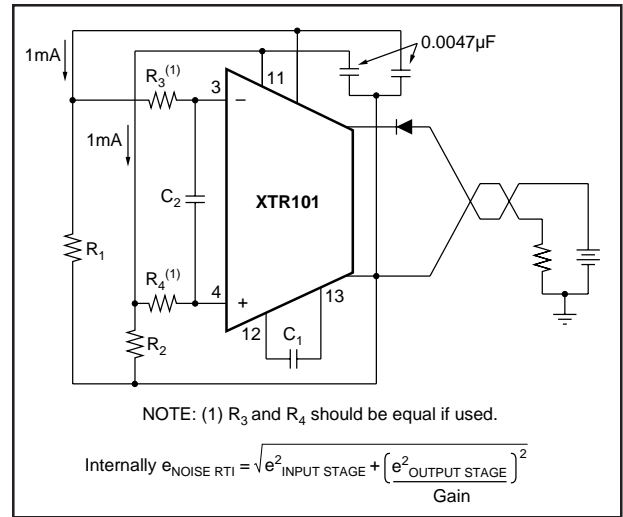 1mA
0.0047µF
R3(1)
3
11
–
1mA
C2
XTR101
R1
R4(1)
4
+
13
12
C1
R2
NOTE: (1) R3 and R4 should be equal if used.
Internally eNOISE RTI = √e²INPUT STAGE + (e²OUTPUT STAGE)²
Gain